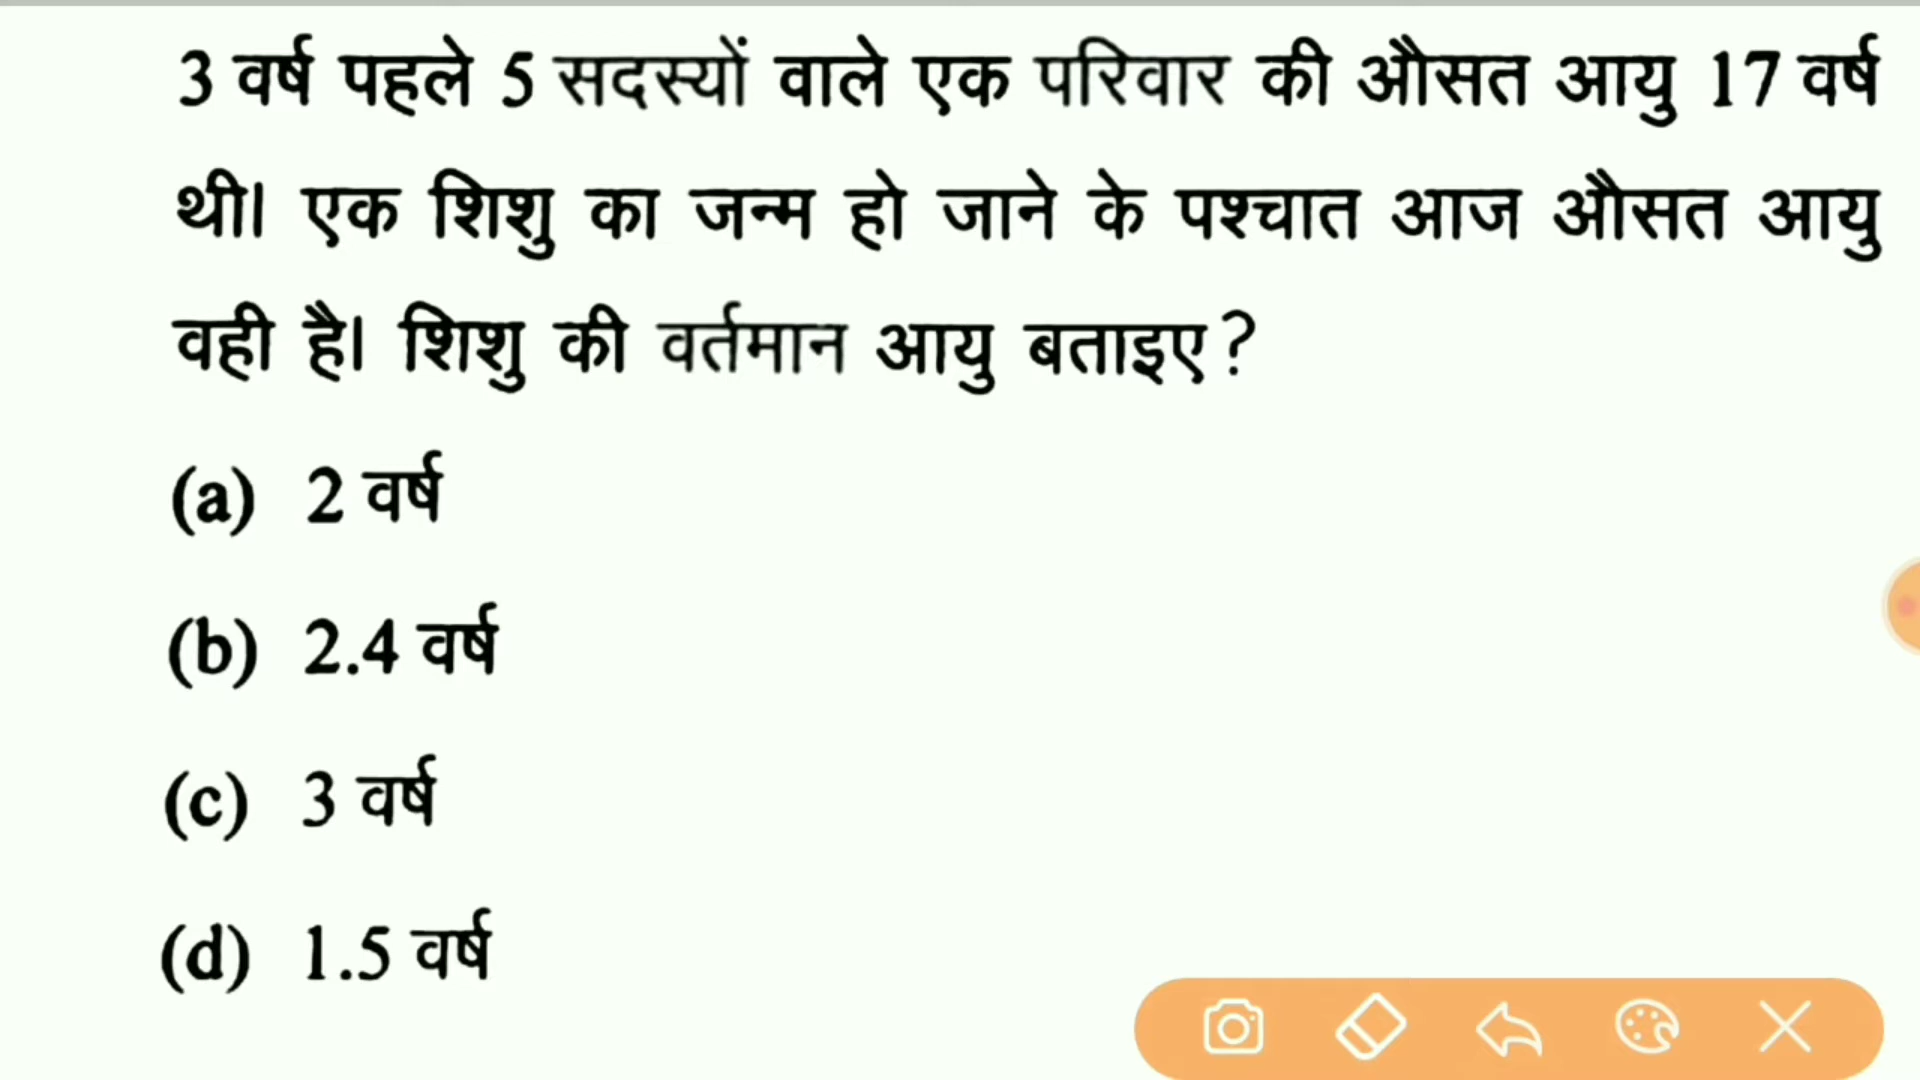 3 वर्ष पहले 5 सदस्यों वाले एक परिवार की औसत आयु 17 वर्ष
थी। एक शिशु का जन्म हो जाने के पश्चात आज औसत आयु
वही है। शिशु की वर्तमान आयु बताइए?
(a) 2 वर्ष
(b) 2.4 वर्ष
(c) 3 वर्ष
(d) 1.5 वर्ष